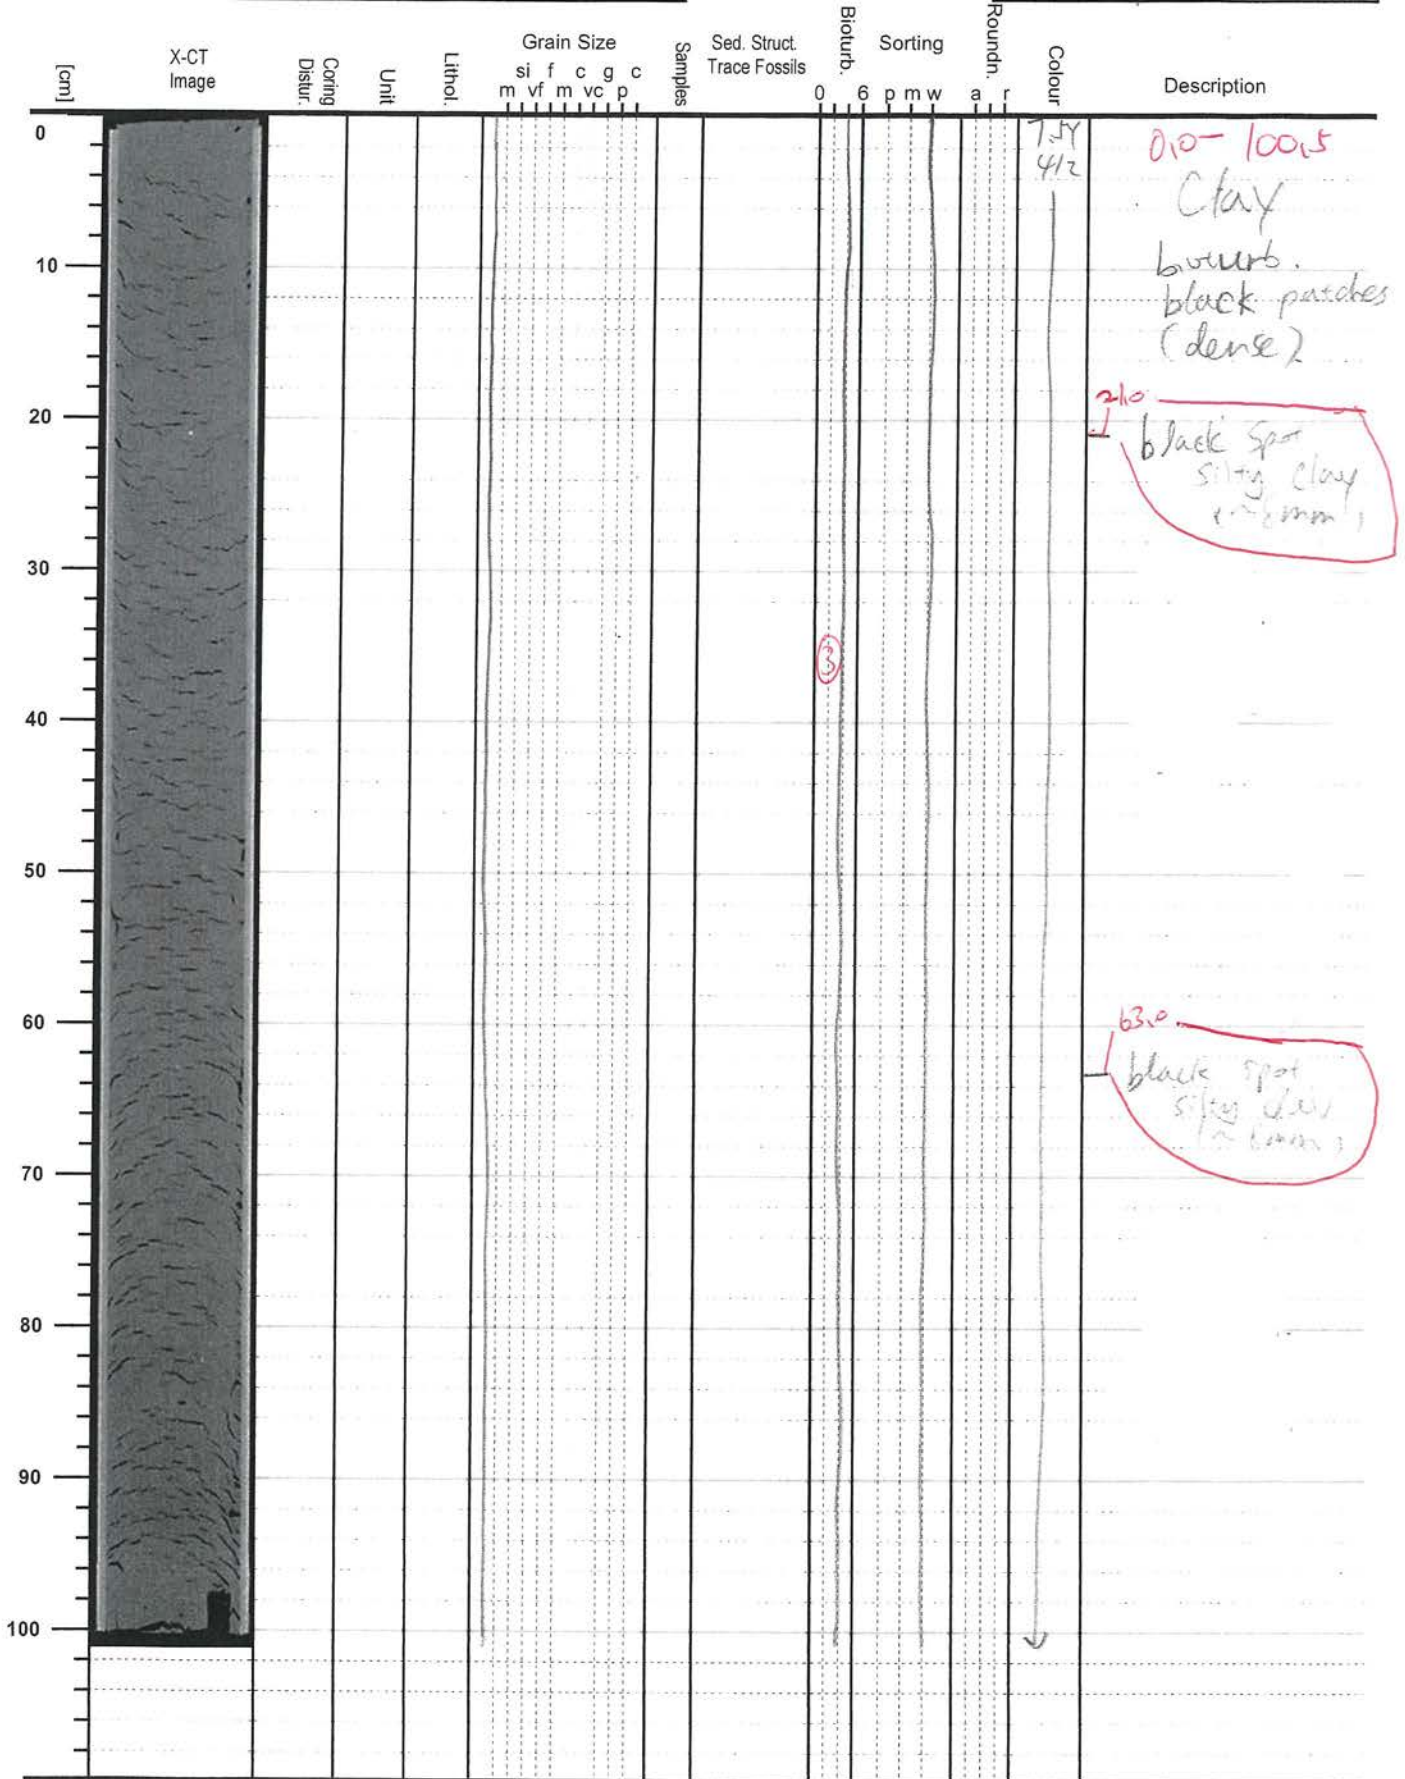 [cm]
X-CT
Image
Coring
Distur.
Unit
Lithol.
Grain Size
si f c g c
m vf m vc p
Samples
Sed. Struct.
Trace Fossils
Bioturb.
0 6
Sorting
p m w
Roundn.
a r
Colour
Description
0
10
20
30
40
50
60
70
80
90
100
3
7.5Y
4/2
0,0 - 100,5
Clay
bioturb.
black patches
(dense)
21,0
black spot
silty clay
63,0
black spot
silty clay
(~6mm)